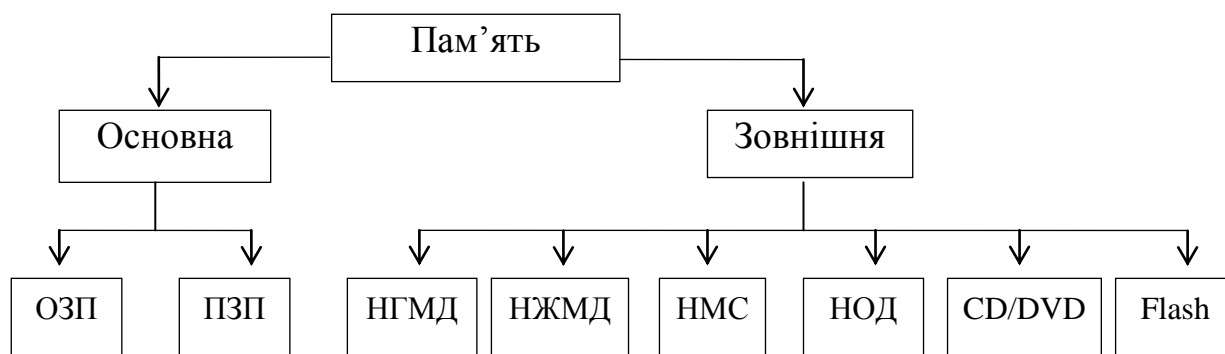 Пам’ять
Основна
Зовнішня
ОЗП
ПЗП
НГМД
НЖМД
НМС
НОД
CD/DVD
Flash